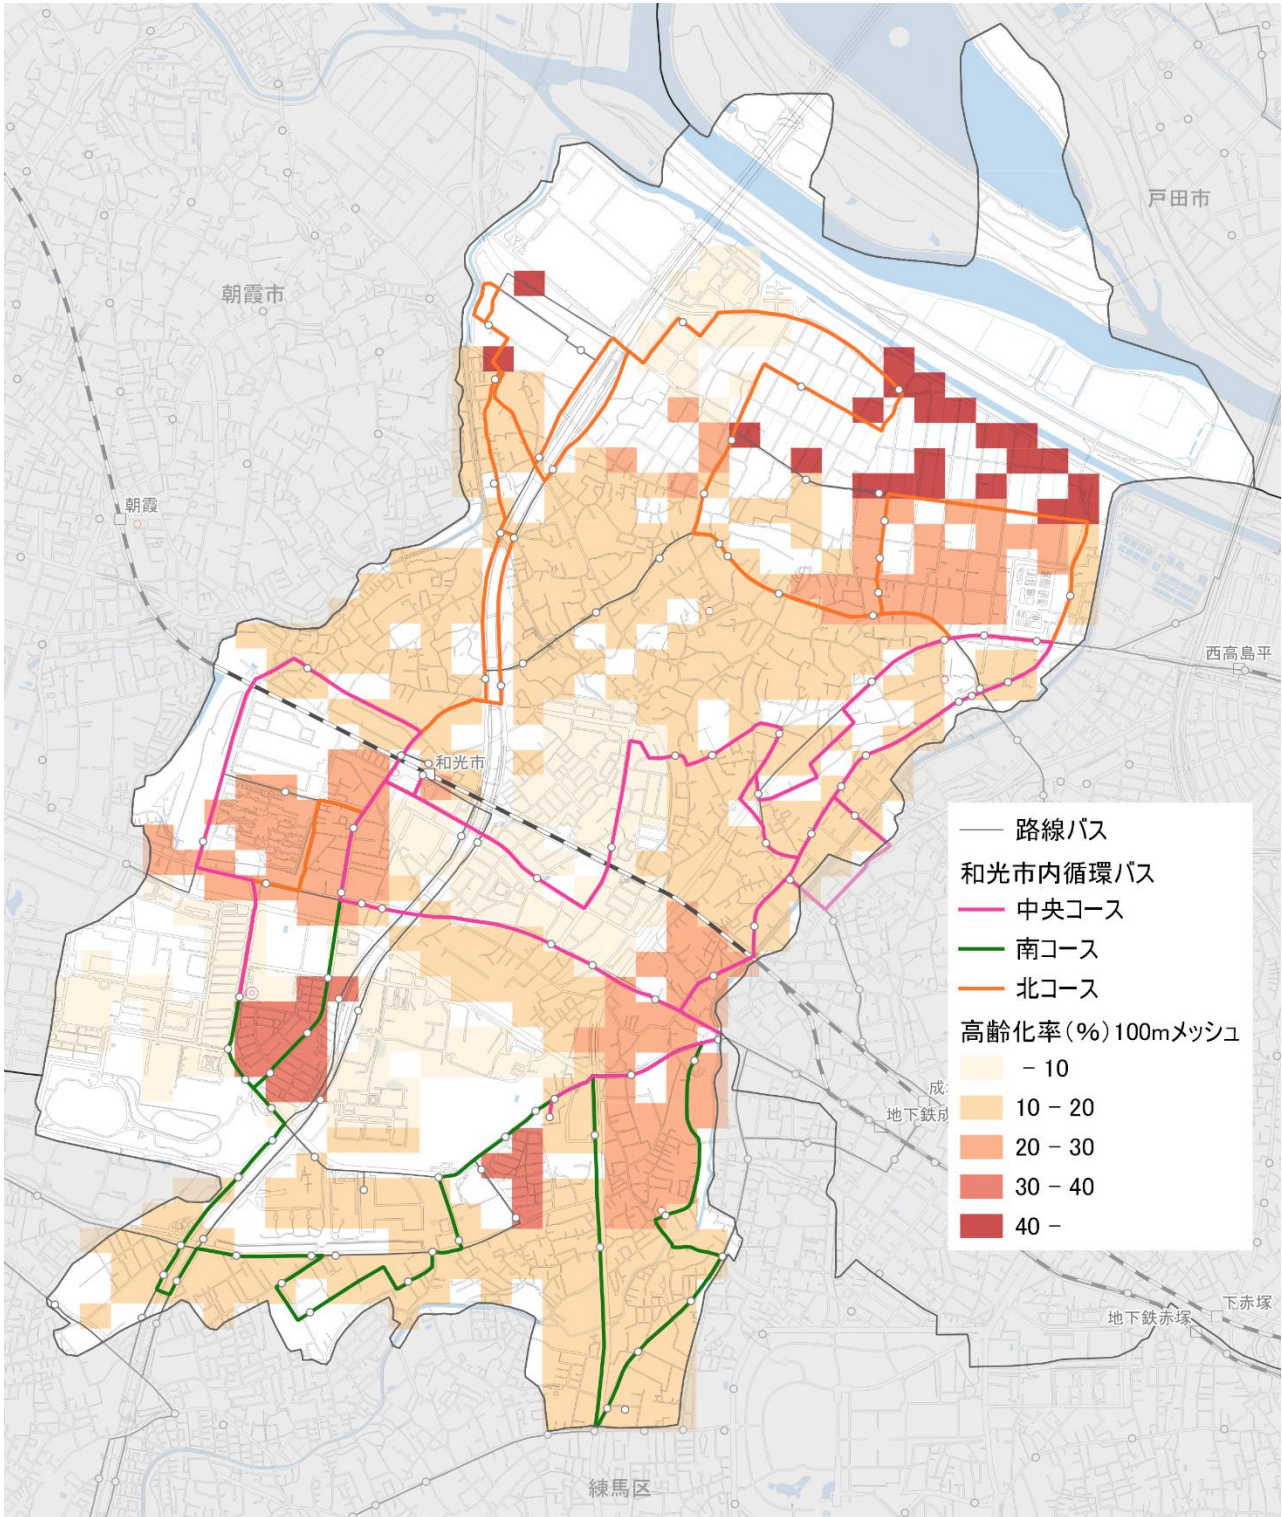 戸田市
朝霞市
朝霞
西高島平
和光市
路線バス
和光市内循環バス
中央コース
南コース
北コース
高齢化率(%)100mメッシュ
- 10
10 - 20
20 - 30
30 - 40
40 -
成
地下鉄成
下赤塚
地下鉄赤塚
練馬区